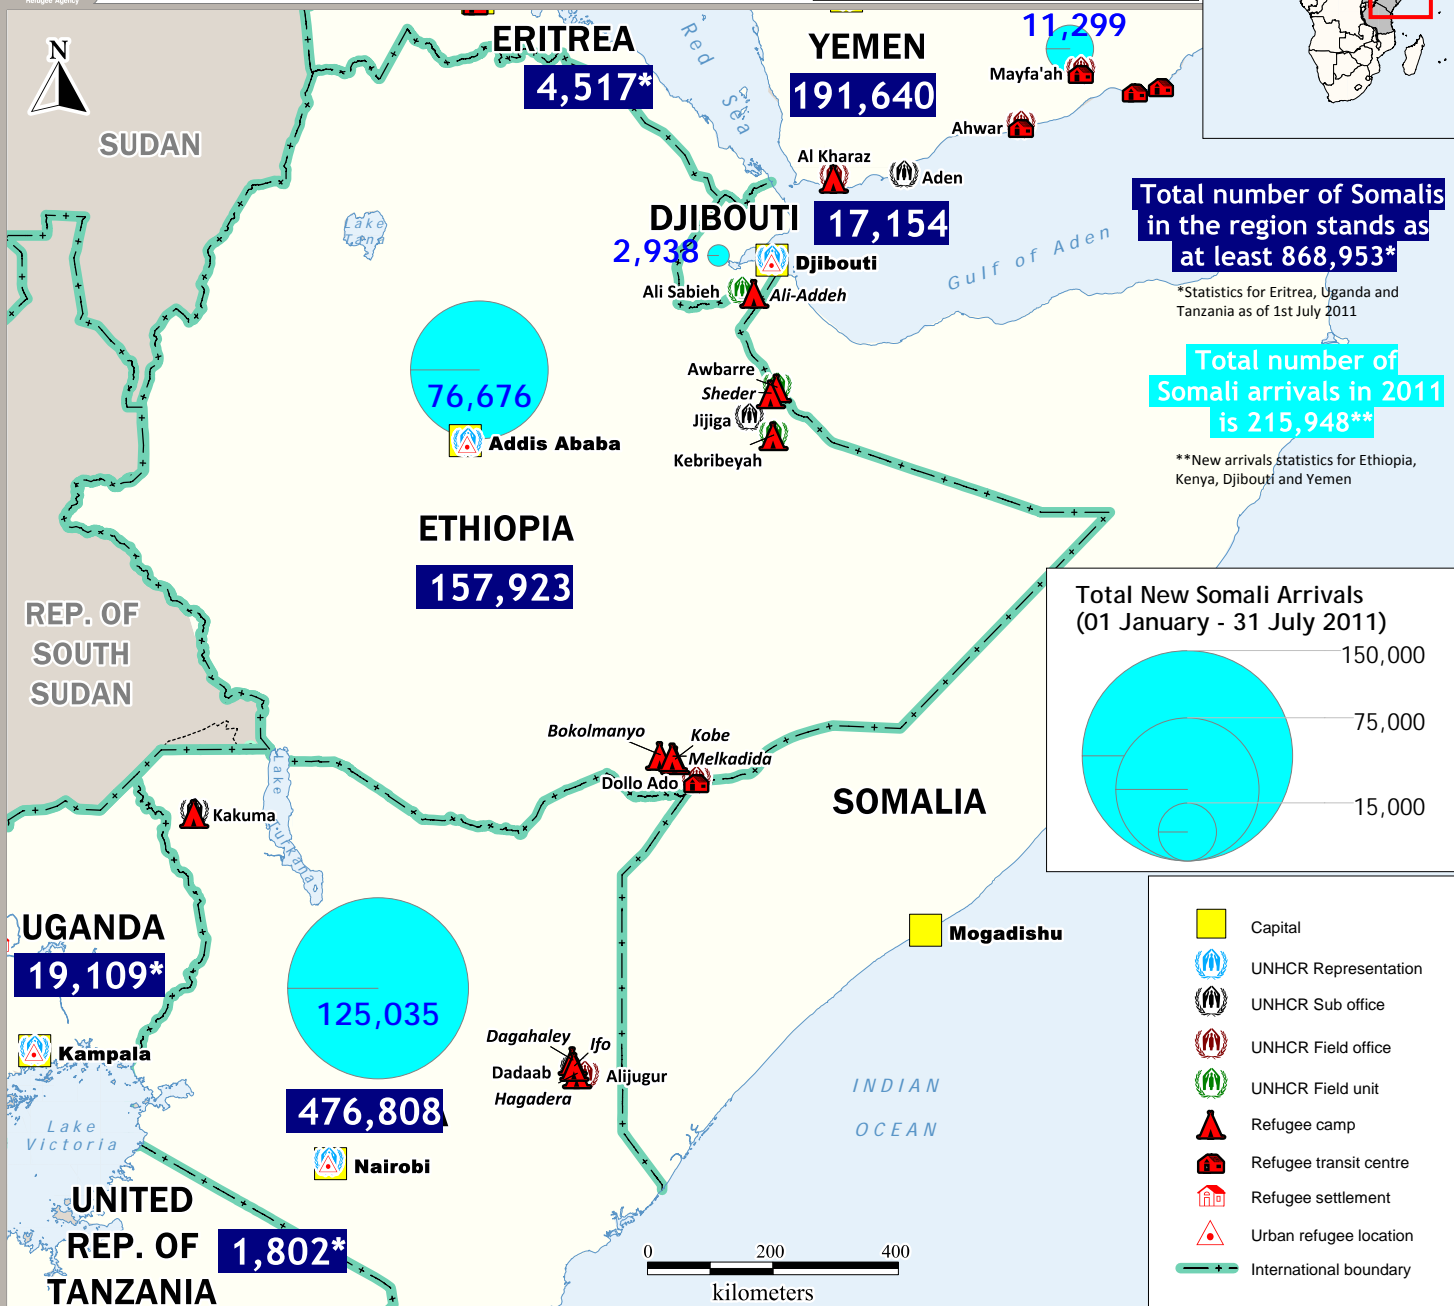 Refugee Agency
N
ERITREA
4,517*
Red
Sea
YEMEN
191,640
11,299
Mayfa'ah
Ahwar
Al Kharaz
Aden
17,154
SUDAN
Lake
Tana
DJIBOUTI
2,938
Djibouti
Ali Sabieh
Ali-Addeh
Gulf of Aden
Total number of Somalis
in the region stands as
at least 868,953*
*Statistics for Eritrea, Uganda and
Tanzania as of 1st July 2011
Total number of
Somali arrivals in 2011
is 215,948**
**New arrivals statistics for Ethiopia,
Kenya, Djibouti and Yemen
76,676
Addis Ababa
Awbarre
Sheder
Jijiga
Kebribeyah
ETHIOPIA
157,923
REP. OF
SOUTH
SUDAN
Total New Somali Arrivals
(01 January - 31 July 2011)
150,000
75,000
15,000
Bokolmanyo
Kobe
Melkadida
Dollo Ado
SOMALIA
Kakuma
Lake
Turkana
UGANDA
19,109*
Kampala
Mogadishu
125,035
476,808
Nairobi
Dagahaley
Ifo
Dadaab
Alijugur
Hagadera
INDIAN
OCEAN
Lake
Victoria
UNITED
REP. OF
TANZANIA
1,802*
0 200 400
kilometers
Capital
UNHCR Representation
UNHCR Sub office
UNHCR Field office
UNHCR Field unit
Refugee camp
Refugee transit centre
Refugee settlement
Urban refugee location
International boundary